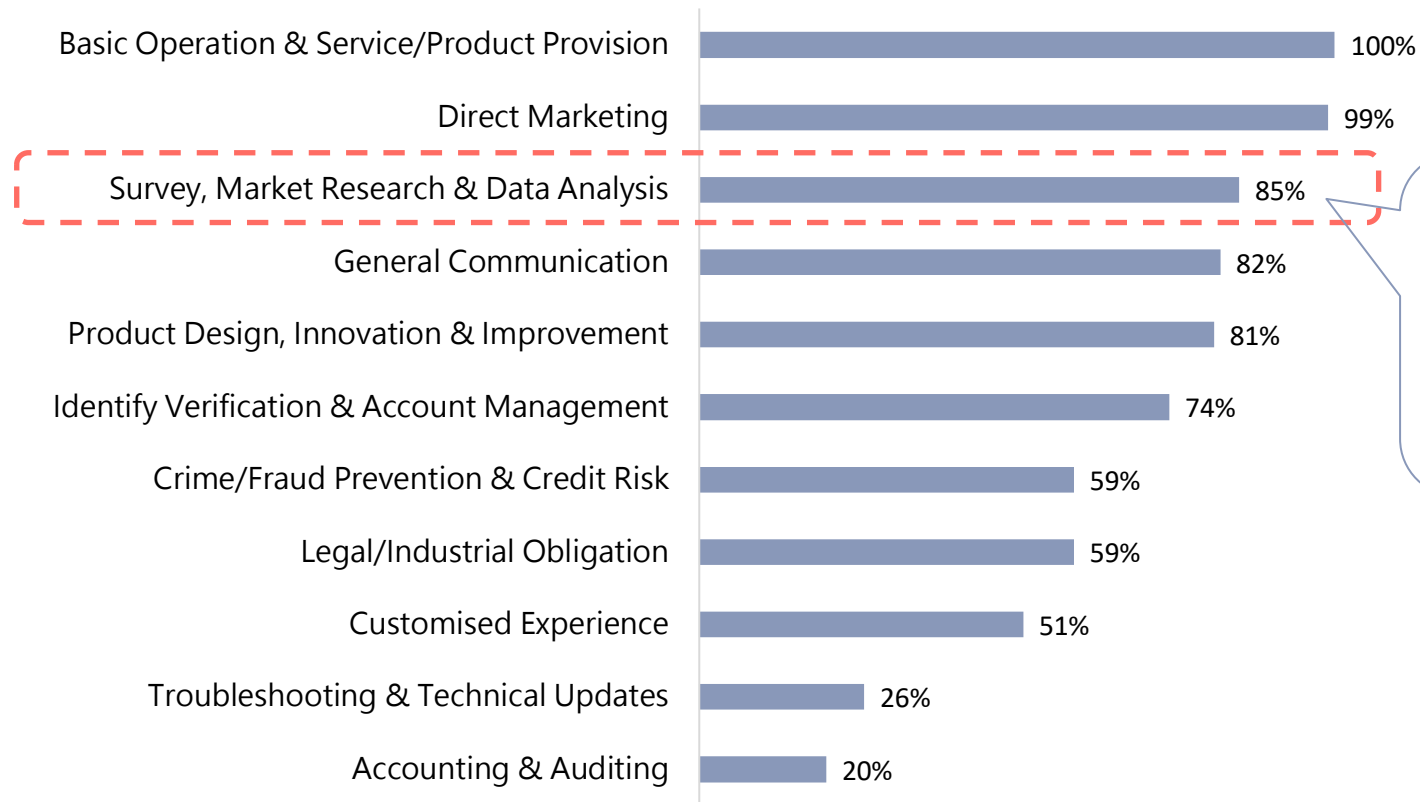 Basic Operation & Service/Product Provision 100%
Direct Marketing 99%
Survey, Market Research & Data Analysis 85%
General Communication 82%
Product Design, Innovation & Improvement 81%
Identify Verification & Account Management 74%
Crime/Fraud Prevention & Credit Risk 59%
Legal/Industrial Obligation 59%
Customised Experience 51%
Troubleshooting & Technical Updates 26%
Accounting & Auditing 20%